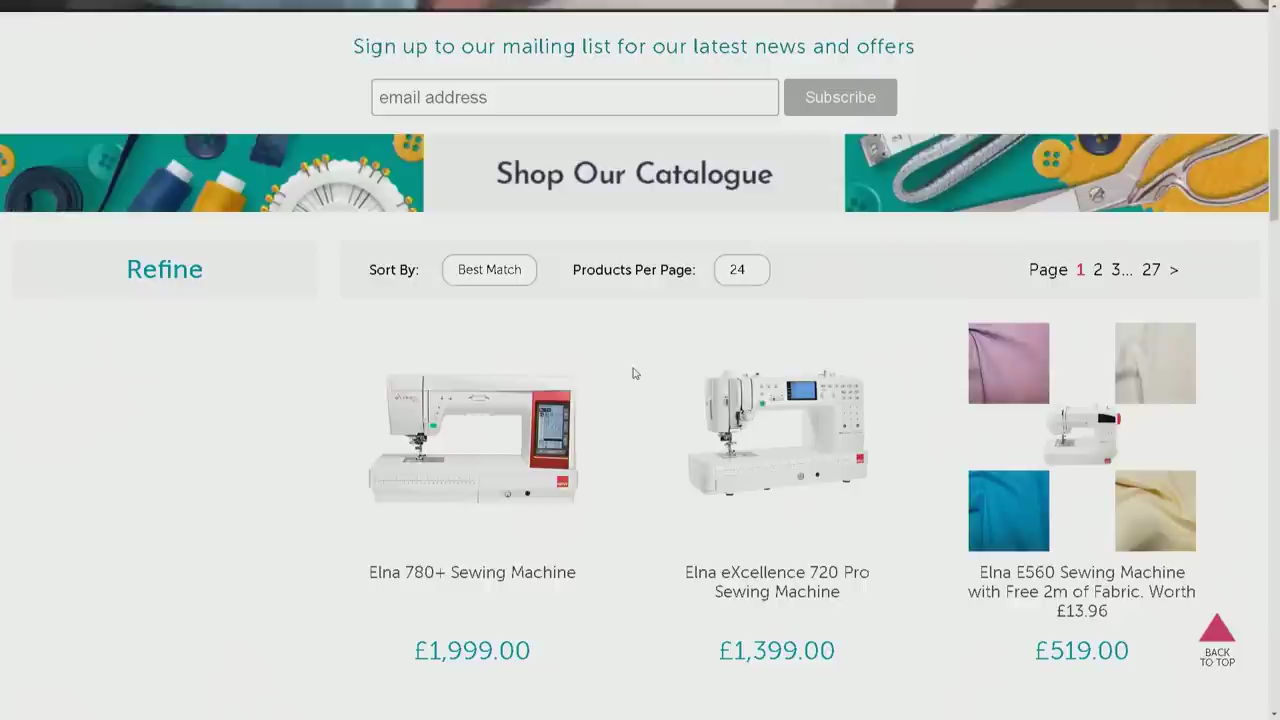 Sign up to our mailing list for our latest news and offers
email address
Subscribe
Shop Our Catalogue
Refine
Sort By: Best Match Products Per Page: 24 Page 1 2 3... 27 >
Elna 780+ Sewing Machine
£1,999.00
Elna eXcellence 720 Pro
Sewing Machine
£1,399.00
Elna E560 Sewing Machine
with Free 2m of Fabric. Worth
£13.96
£519.00
BACK
TO TOP